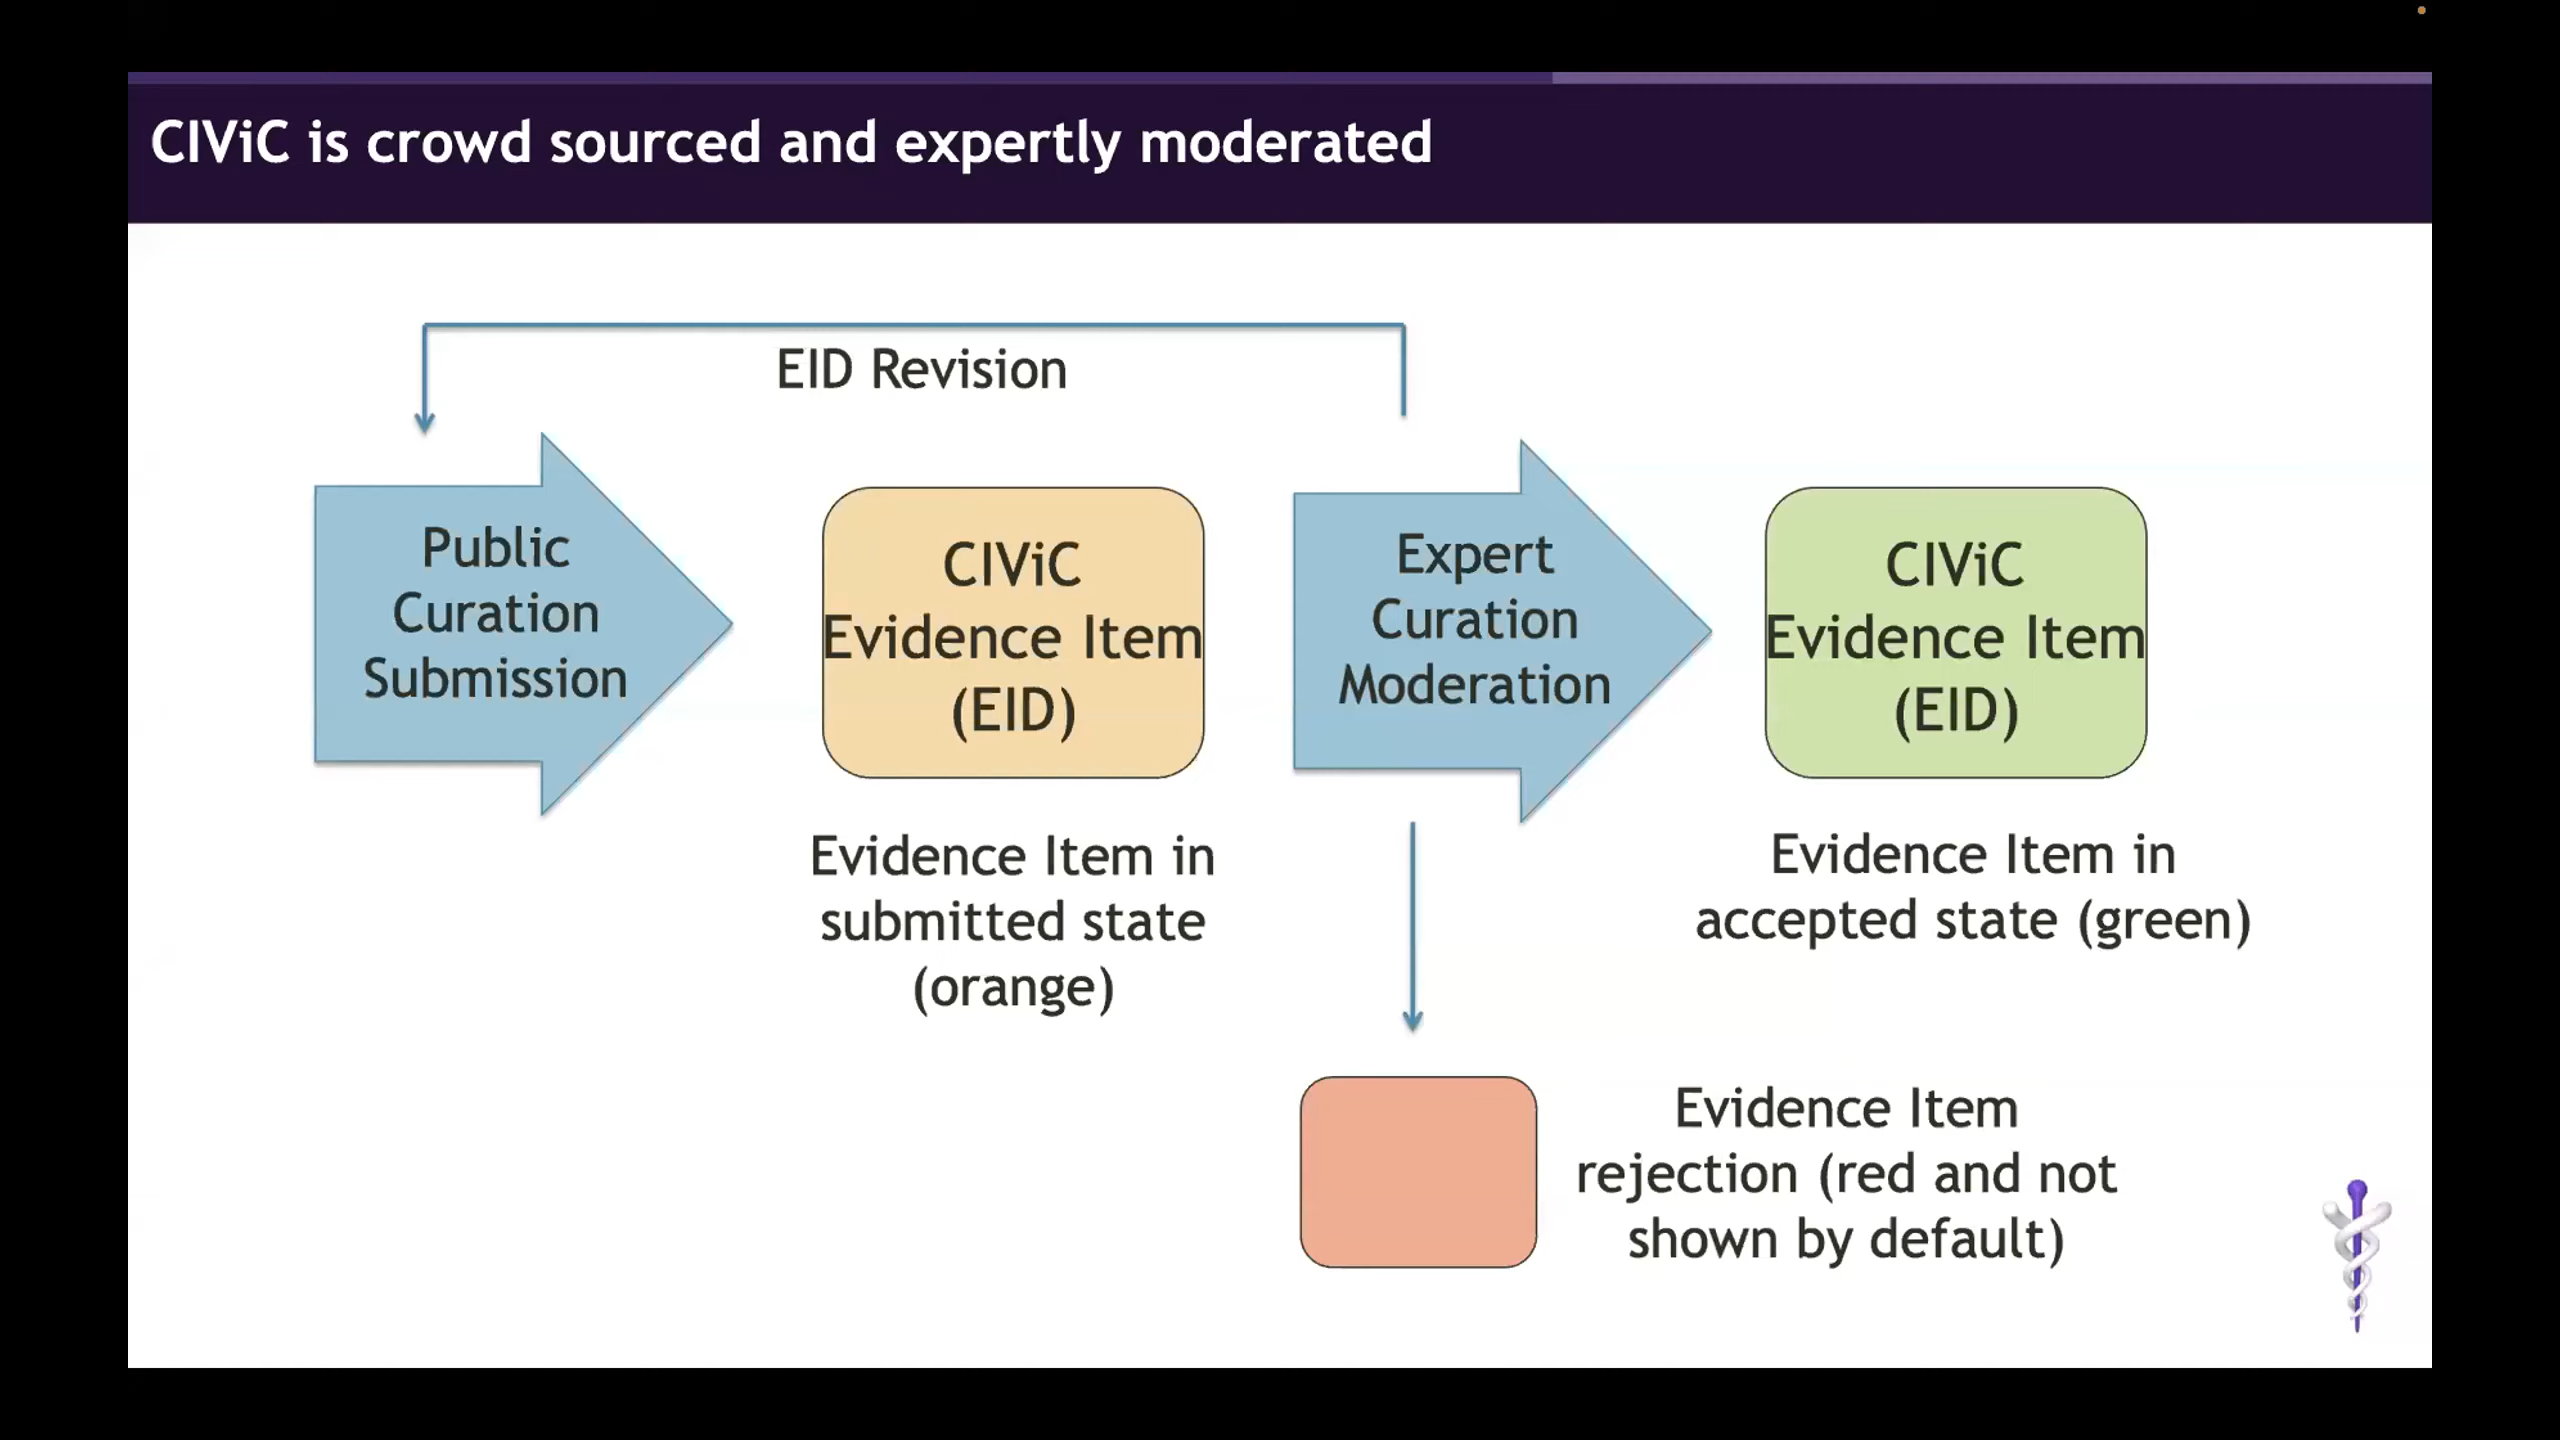 CIViC is crowd sourced and expertly moderated
EID Revision
Public
Curation
Submission
CIViC
Evidence Item
(EID)
Expert
Curation
Moderation
CIViC
Evidence Item
(EID)
Evidence Item in
submitted state
(orange)
Evidence Item in
accepted state (green)
Evidence Item
rejection (red and not
shown by default)